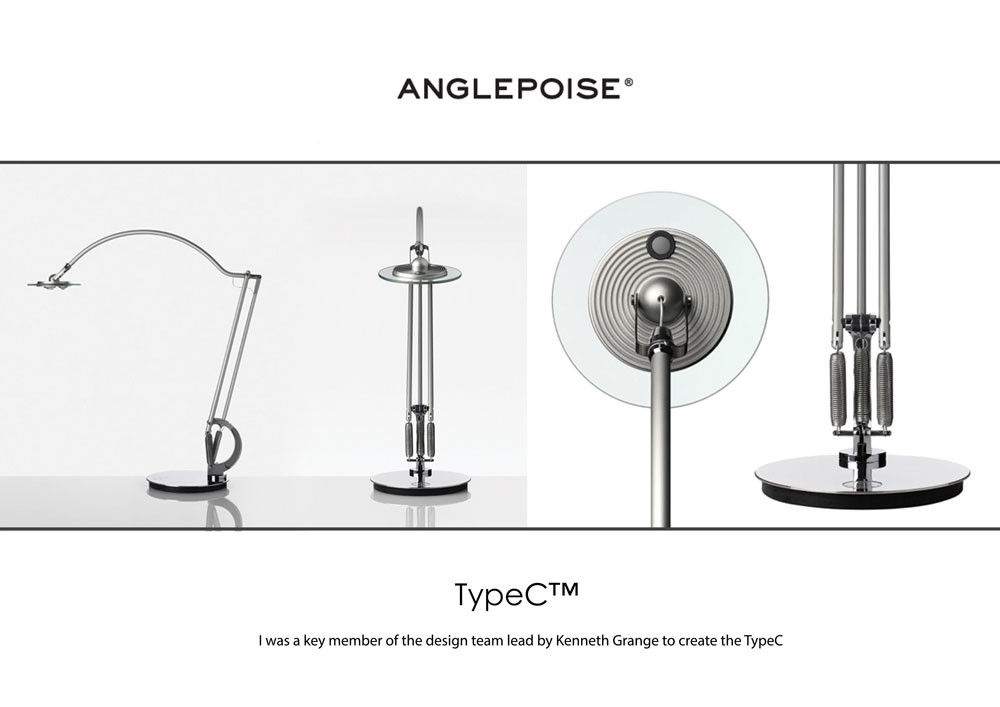 ANGLEPOISE®
TypeC™
I was a key member of the design team lead by Kenneth Grange to create the TypeC